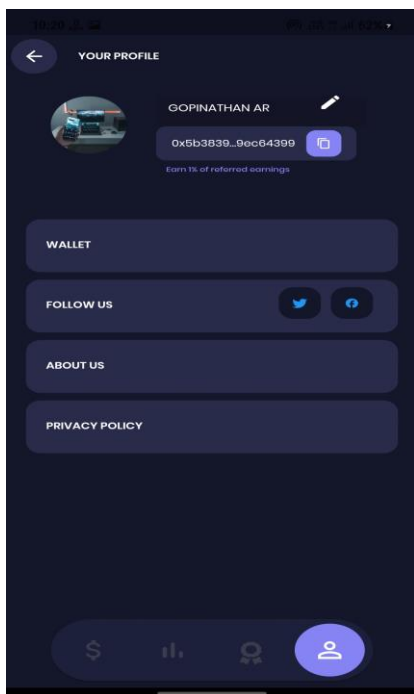 YOUR PROFILE
GOPINATHAN AR
0x5b3839...9ec64399
Earn 1% of referred earnings
WALLET
FOLLOW US
ABOUT US
PRIVACY POLICY